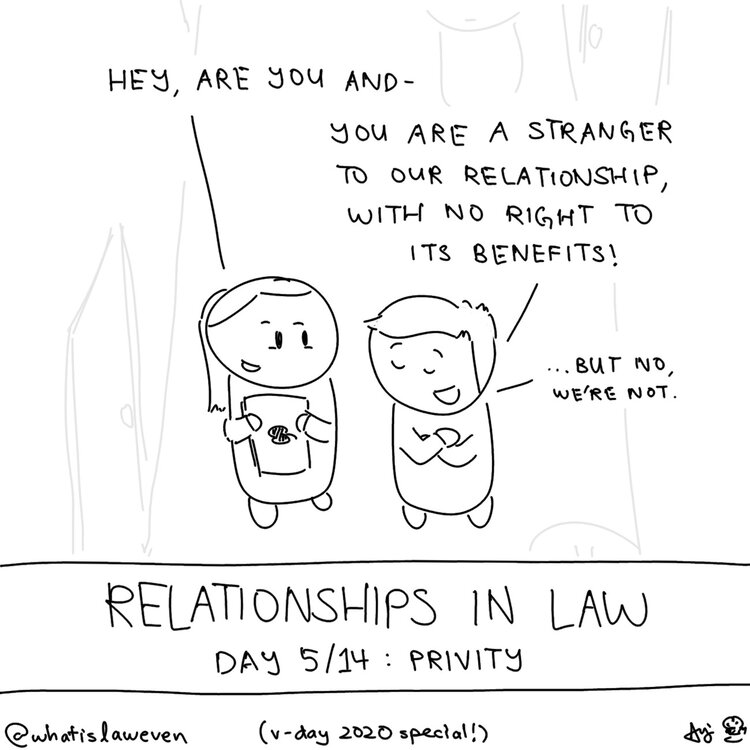 HEY, ARE YOU AND-
YOU ARE A STRANGER
TO OUR RELATIONSHIP,
WITH NO RIGHT TO
ITS BENEFITS!
...BUT NO,
WE'RE NOT.
RELATIONSHIPS IN LAW
DAY 5/14 : PRIVITY
@whatislaweven
(v-day 2020 special!)